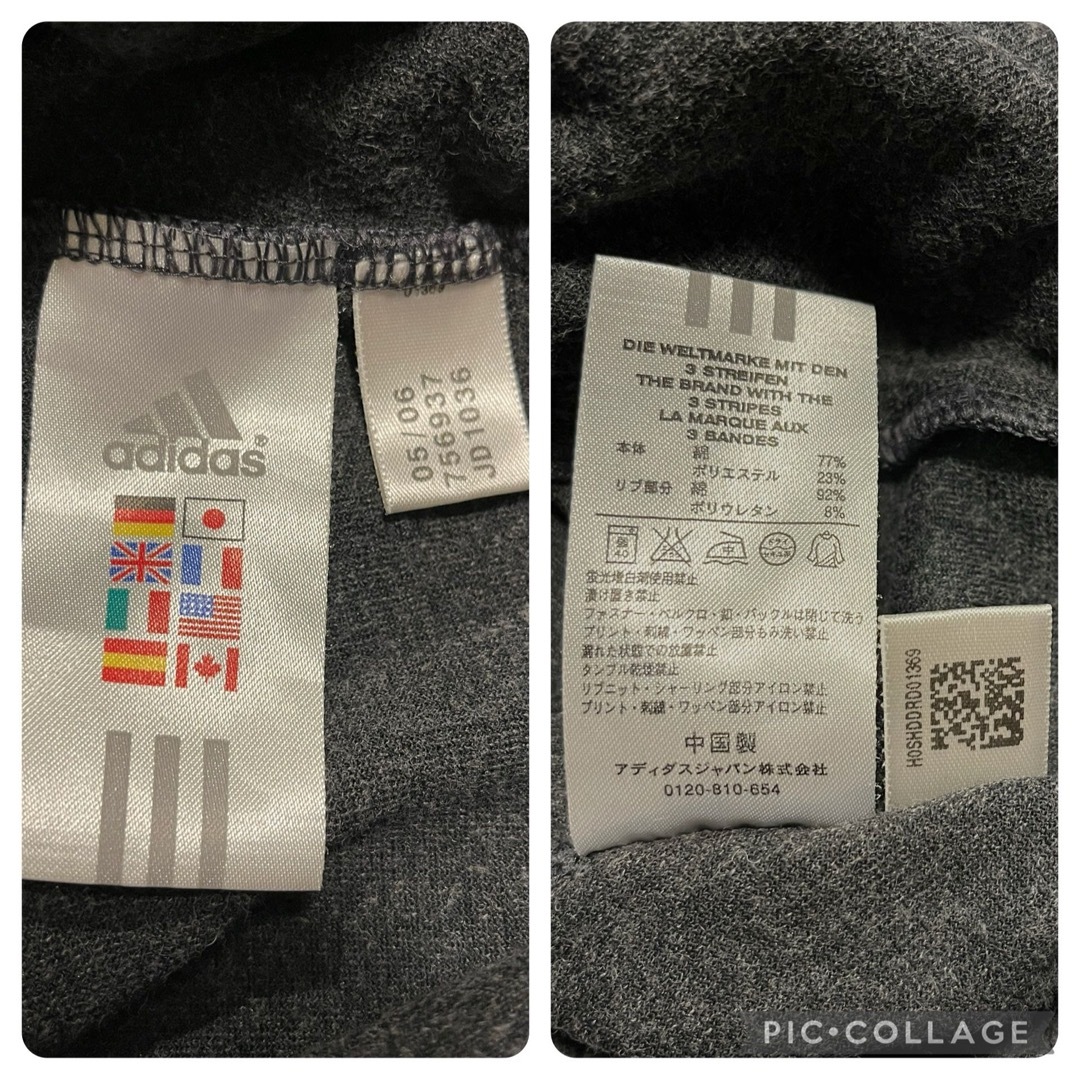 adidas®
05/06
756937
JD1036
DIE WELTMARKE MIT DEN
3 STREIFEN
THE BRAND WITH THE
3 STRIPES
LA MARQUE AUX
3 BANDES
本体 綿 77%
ポリエステル 23%
リブ部分 綿 92%
ポリウレタン 8%
弱 40 中 ドライ
蛍光増白剤使用禁止
漬け置き禁止
ファスナー・ベルクロ・釦・バックルは閉じて洗う
プリント・刺繍・ワッペン部分もみ洗い禁止
濡れた状態での放置禁止
タンブル乾燥禁止
リブニット・シャーリング部分アイロン禁止
プリント・刺繍・ワッペン部分アイロン禁止
中国製
アディダスジャパン株式会社
0120-810-654
H0SHDDRD01369
PIC•COLLAGE